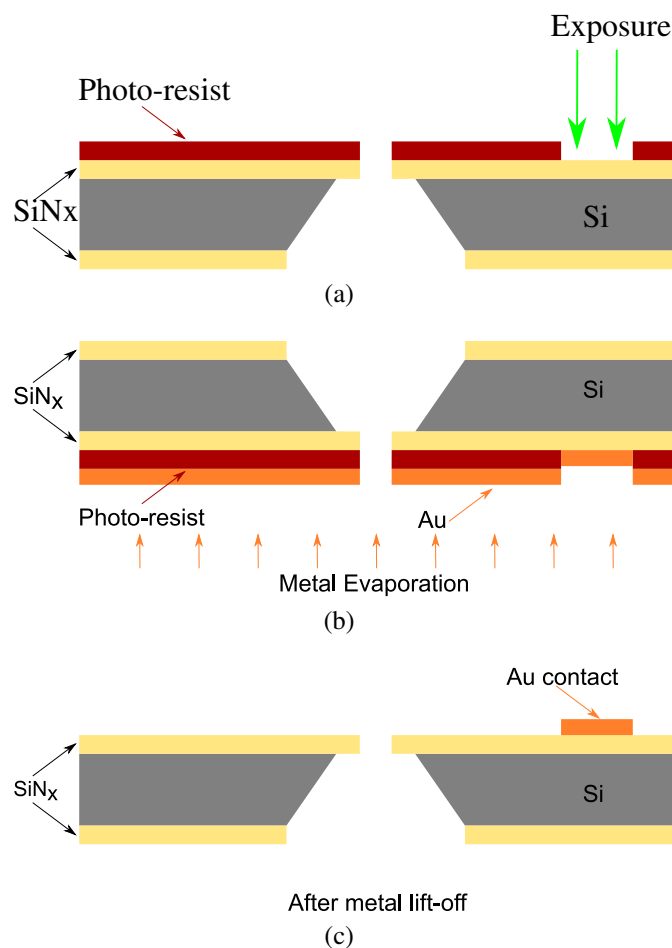 Exposure
Photo-resist
SiNx
Si
(a)
SiNx
Si
Photo-resist
Au
Metal Evaporation
(b)
Au contact
SiNx
Si
After metal lift-off
(c)